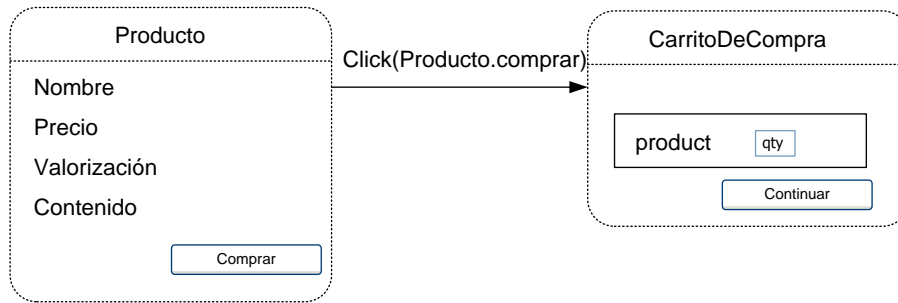 Producto
Nombre
Precio
Valorización
Contenido
Comprar
Click(Producto.comprar)
CarritoDeCompra
product qty
Continuar